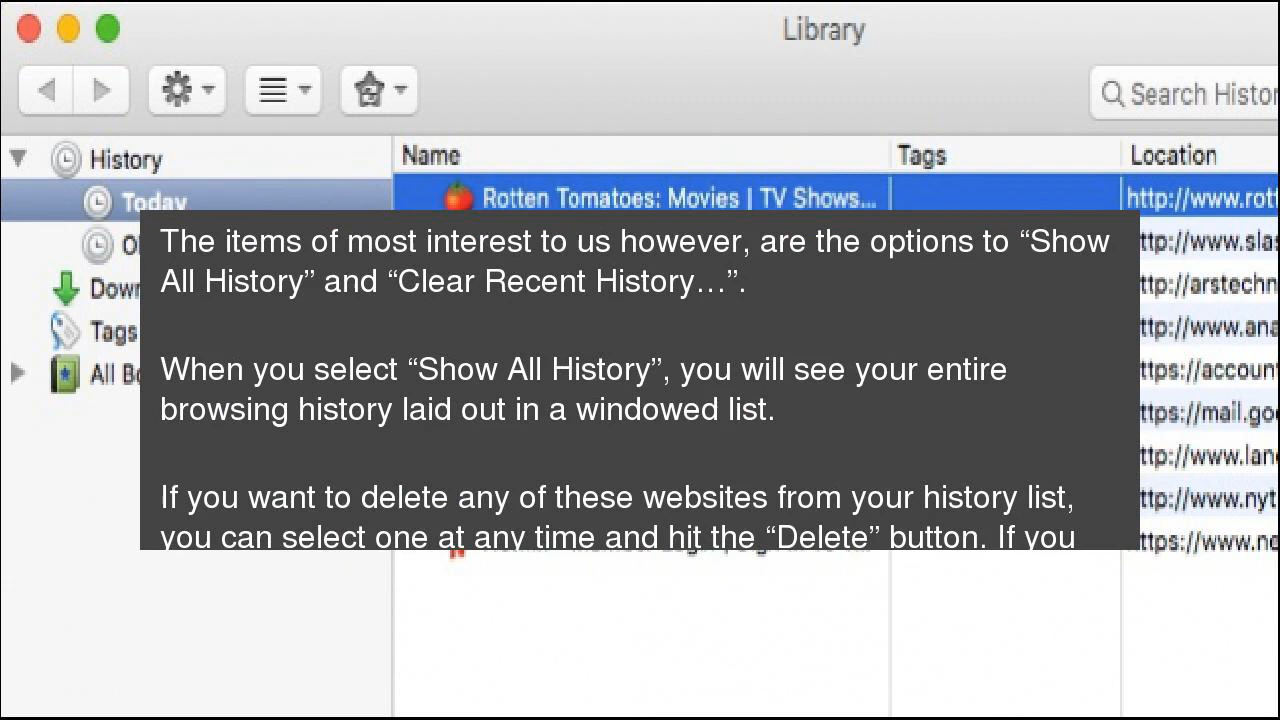 Library
Search Histor
History
Name
Tags
Location
Today
Rotten Tomatoes: Movies | TV Shows...
http://www.rott
The items of most interest to us however, are the options to “Show
All History” and “Clear Recent History…”.
When you select “Show All History”, you will see your entire
browsing history laid out in a windowed list.
If you want to delete any of these websites from your history list,
you can select one at any time and hit the “Delete” button. If you
Tags
All Bo
ttp://www.slas
ttp://arstechn
ttp://www.ana
ttps://account
ttps://mail.goo
ttp://www.lan
ttp://www.nyt
ttps://www.ne